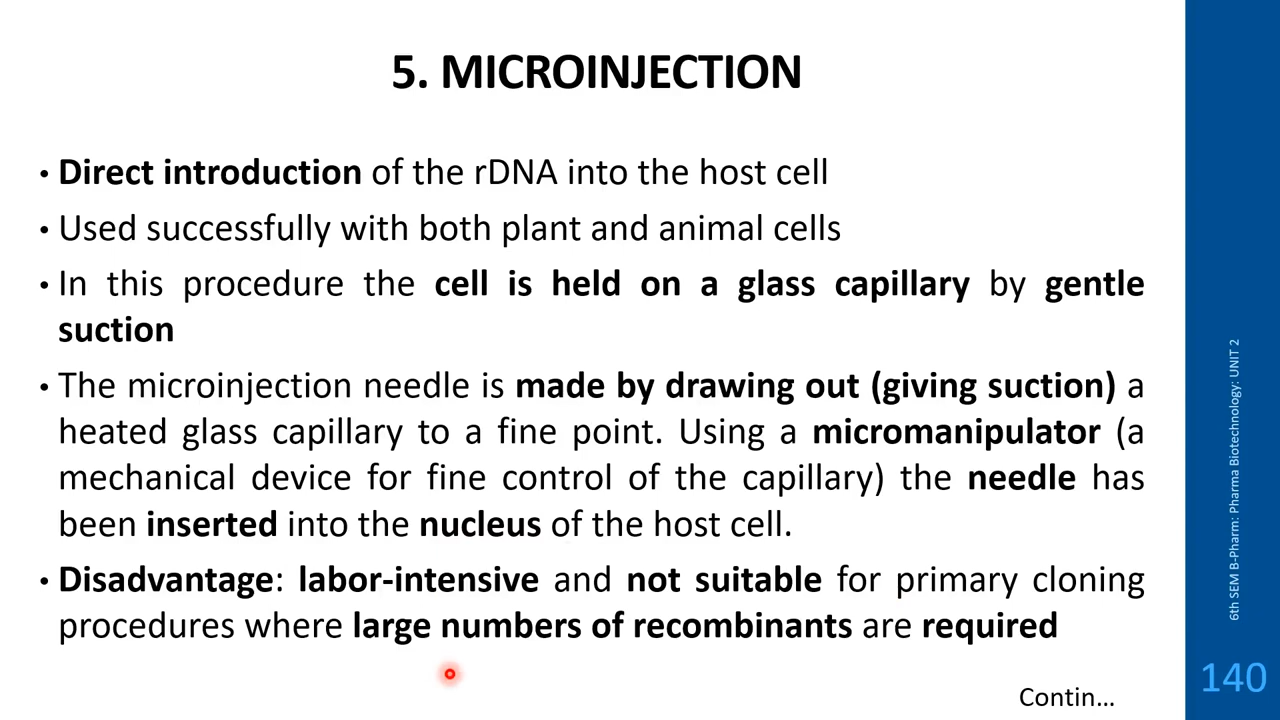 5. MICROINJECTION
• Direct introduction of the rDNA into the host cell
• Used successfully with both plant and animal cells
• In this procedure the cell is held on a glass capillary by gentle
suction
• The microinjection needle is made by drawing out (giving suction) a
heated glass capillary to a fine point. Using a micromanipulator (a
mechanical device for fine control of the capillary) the needle has
been inserted into the nucleus of the host cell.
• Disadvantage: labor-intensive and not suitable for primary cloning
procedures where large numbers of recombinants are required
Contin...
6th SEM B-Pharm: Pharma Biotechnology: UNIT 2
140